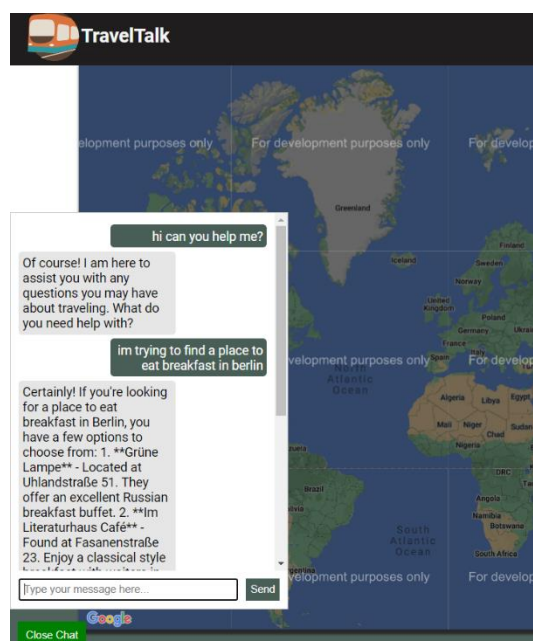 TravelTalk
elopment purposes only
For development purposes only
For develop
Greenland
Iceland
Finland
Sweden
Norway
United
Kingdom
Poland
Germany
Ukrai
France
Italy
Spain
hi can you help me?
Of course! I am here to
assist you with any
questions you may have
about traveling. What do
you need help with?
im trying to find a place to
eat breakfast in berlin
Certainly! If you're looking
for a place to eat
breakfast in Berlin, you
have a few options to
choose from: 1. **Grüne
Lampe** - Located at
Uhlandstraße 51. They
offer an excellent Russian
breakfast buffet. 2. **Im
Literaturhaus Café** -
Found at Fasanenstraße
23. Enjoy a classical style
breakfast with waiters in
Type your message here...
Send
velopment purposes only
For develop
North
Atlantic
Ocean
Algeria
Libya
Egypt
Mali
Niger
Chad
Sudan
Nigeria
DRC
Angola
Namibia
Botswana
South Africa
Brazil
South
Atlantic
Ocean
velopment purposes only
For develop
Google
Close Chat